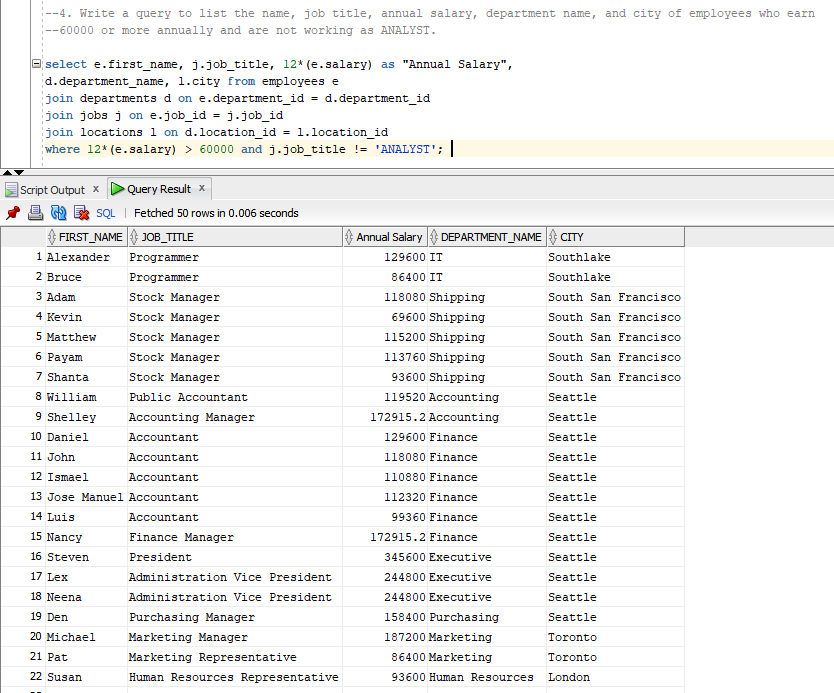 --4. Write a query to list the name, job title, annual salary, department name, and city of employees who earn
--60000 or more annually and are not working as ANALYST.
select e.first_name, j.job_title, 12*(e.salary) as "Annual Salary",
d.department_name, l.city from employees e
join departments d on e.department_id = d.department_id
join jobs j on e.job_id = j.job_id
join locations l on d.location_id = l.location_id
where 12*(e.salary) > 60000 and j.job_title != 'ANALYST';
Script Output x Query Result x
SQL | Fetched 50 rows in 0.006 seconds
FIRST_NAME JOB_TITLE Annual Salary DEPARTMENT_NAME CITY
1 Alexander Programmer 129600 IT Southlake
2 Bruce Programmer 86400 IT Southlake
3 Adam Stock Manager 118080 Shipping South San Francisco
4 Kevin Stock Manager 69600 Shipping South San Francisco
5 Matthew Stock Manager 115200 Shipping South San Francisco
6 Payam Stock Manager 113760 Shipping South San Francisco
7 Shanta Stock Manager 93600 Shipping South San Francisco
8 William Public Accountant 119520 Accounting Seattle
9 Shelley Accounting Manager 172915.2 Accounting Seattle
10 Daniel Accountant 129600 Finance Seattle
11 John Accountant 118080 Finance Seattle
12 Ismael Accountant 110880 Finance Seattle
13 Jose Manuel Accountant 112320 Finance Seattle
14 Luis Accountant 99360 Finance Seattle
15 Nancy Finance Manager 172915.2 Finance Seattle
16 Steven President 345600 Executive Seattle
17 Lex Administration Vice President 244800 Executive Seattle
18 Neena Administration Vice President 244800 Executive Seattle
19 Den Purchasing Manager 158400 Purchasing Seattle
20 Michael Marketing Manager 187200 Marketing Toronto
21 Pat Marketing Representative 86400 Marketing Toronto
22 Susan Human Resources Representative 93600 Human Resources London